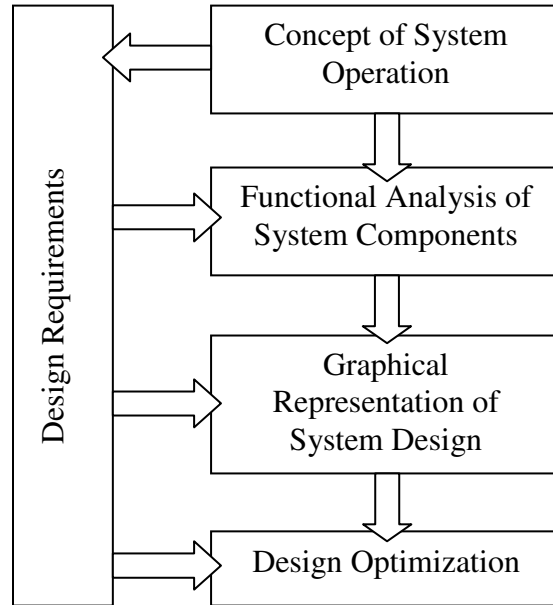 Design Requirements
Concept of System
Operation
Functional Analysis of
System Components
Graphical
Representation of
System Design
Design Optimization